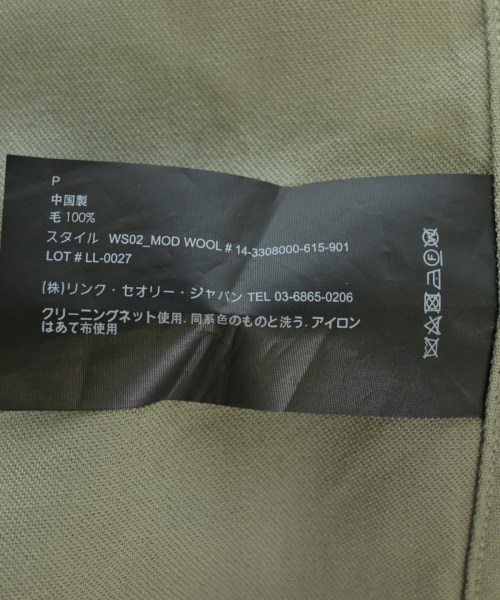 P
中国製
毛 100%
スタイル WS02_MOD WOOL # 14-3308000-615-901
LOT # LL-0027
(株)リンク・セオリー・ジャパン TEL 03-6865-0206
クリーニングネット使用. 同系色のものと洗う. アイロン
はあて布使用